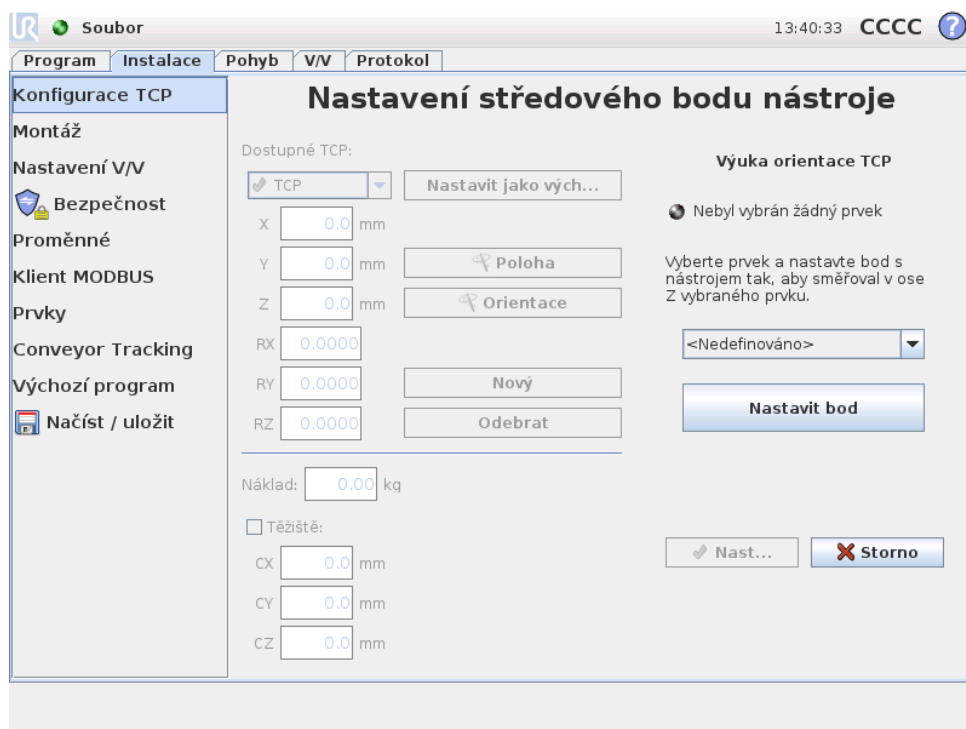 UR Soubor 13:40:33 CCCC ?
Program Instalace Pohyb V/V Protokol
Konfigurace TCP
Montáž
Nastavení V/V
Bezpečnost
Proměnné
Klient MODBUS
Prvky
Conveyor Tracking
Výchozí program
Načíst / uložit
Nastavení středového bodu nástroje
Dostupné TCP:
TCP Nastavit jako vých...
X 0.0 mm
Y 0.0 mm Poloha
Z 0.0 mm Orientace
RX 0.0000
RY 0.0000 Nový
RZ 0.0000 Odebrat
Náklad: 0.00 kg
Těžiště:
CX 0.0 mm
CY 0.0 mm
CZ 0.0 mm
Výuka orientace TCP
Nebyl vybrán žádný prvek
Vyberte prvek a nastavte bod s
nástrojem tak, aby směřoval v ose
Z vybraného prvku.
<Nedefinováno>
Nastavit bod
Nast... Storno